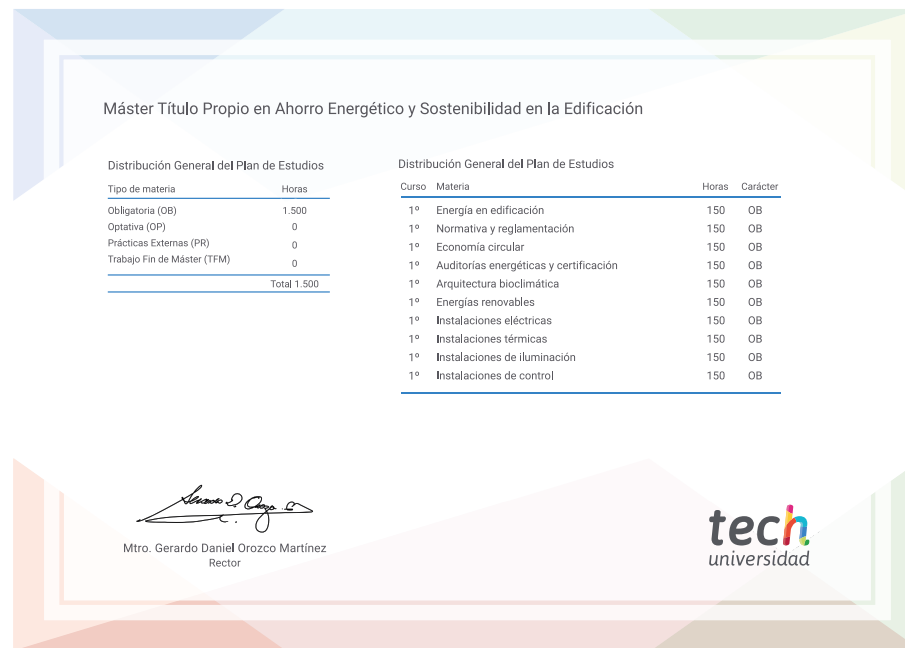 Máster Título Propio en Ahorro Energético y Sostenibilidad en la Edificación
Distribución General del Plan de Estudios
Tipo de materia Horas
Obligatoria (OB) 1.500
Optativa (OP) 0
Prácticas Externas (PR) 0
Trabajo Fin de Máster (TFM) 0
Total 1.500
Distribución General del Plan de Estudios
Curso Materia Horas Carácter
1º Energía en edificación 150 OB
1º Normativa y reglamentación 150 OB
1º Economía circular 150 OB
1º Auditorías energéticas y certificación 150 OB
1º Arquitectura bioclimática 150 OB
1º Energías renovables 150 OB
1º Instalaciones eléctricas 150 OB
1º Instalaciones térmicas 150 OB
1º Instalaciones de iluminación 150 OB
1º Instalaciones de control 150 OB
Mtro. Gerardo Daniel Orozco Martínez
Rector
tech
universidad